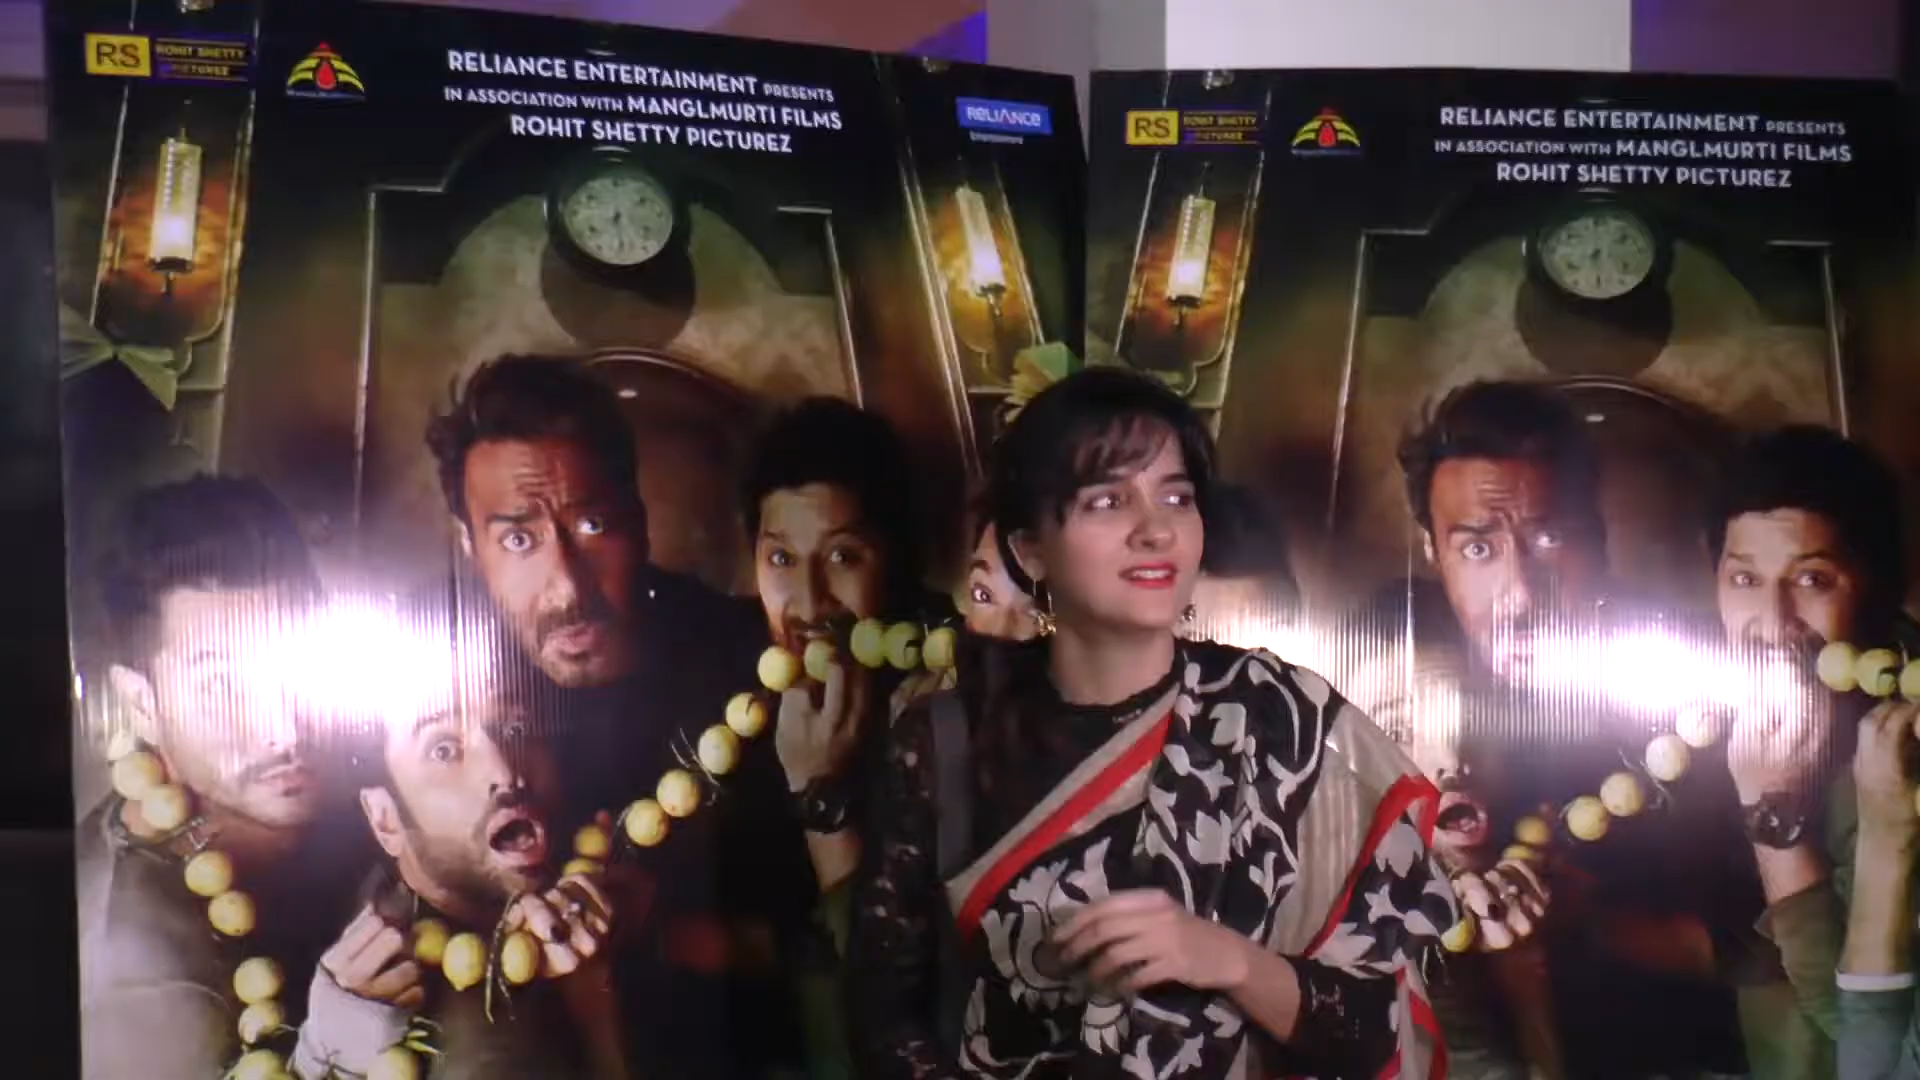 RS ROHIT SHETTY
PICTUREZ
RELIANCE ENTERTAINMENT PRESENTS
IN ASSOCIATION WITH MANGLMURTI FILMS
ROHIT SHETTY PICTUREZ
RELIANCE
Entertainment
RS ROHIT SHETTY
PICTUREZ
RELIANCE ENTERTAINMENT PRESENTS
IN ASSOCIATION WITH MANGLMURTI FILMS
ROHIT SHETTY PICTUREZ